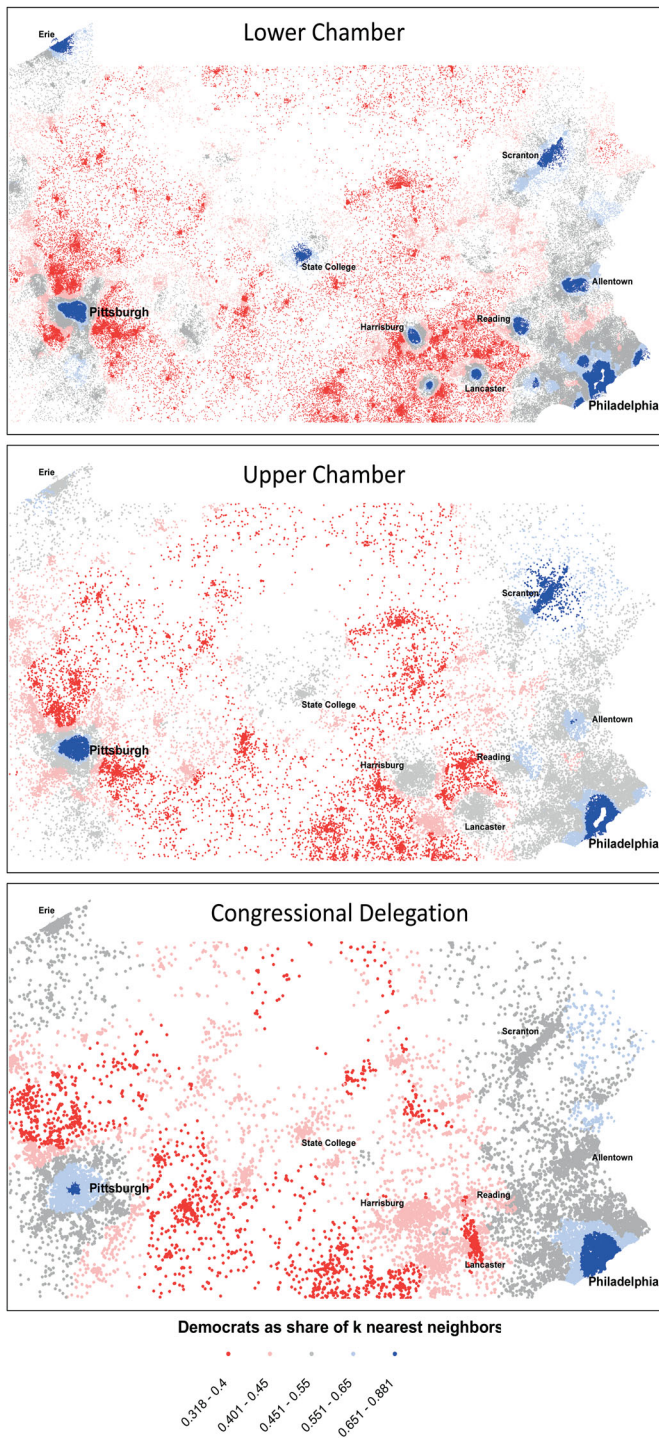 Lower Chamber
Erie
Scranton
State College
Allentown
Pittsburgh
Harrisburg
Reading
Lancaster
Philadelphia
Upper Chamber
Erie
Scranton
State College
Allentown
Pittsburgh
Harrisburg
Reading
Lancaster
Philadelphia
Congressional Delegation
Erie
Scranton
State College
Allentown
Pittsburgh
Harrisburg
Reading
Lancaster
Philadelphia
Democrats as share of k nearest neighbors
0.318 - 0.4
0.401 - 0.45
0.451 - 0.55
0.551 - 0.65
0.651 - 0.881